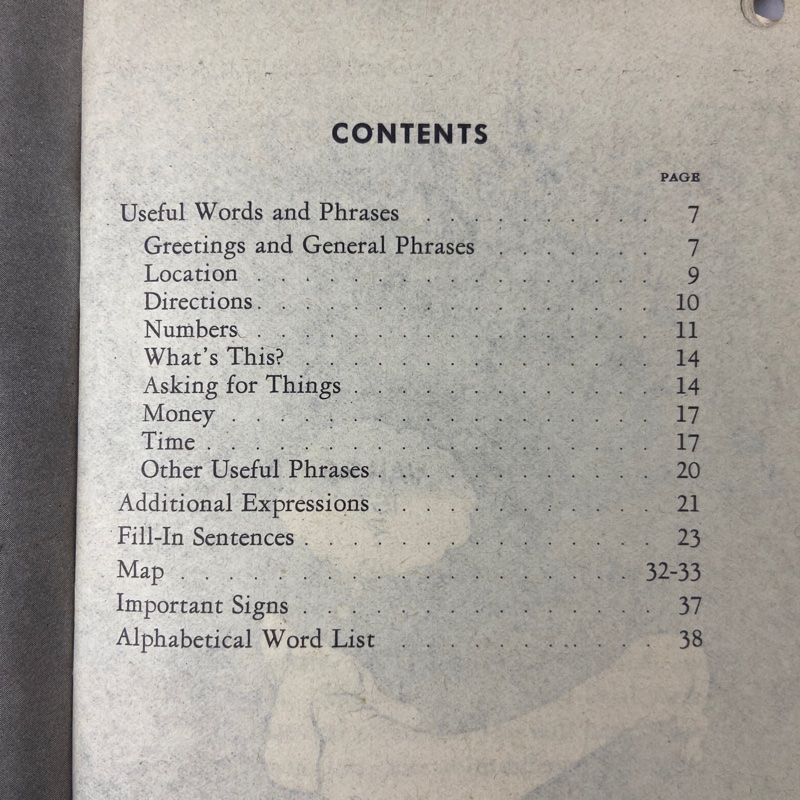 CONTENTS
PAGE
Useful Words and Phrases . . . . . . . . . 7
Greetings and General Phrases . . . . . . 7
Location . . . . . . . . . . . . . . . 9
Directions . . . . . . . . . . . . . . 10
Numbers . . . . . . . . . . . . . . . 11
What's This? . . . . . . . . . . . . . 14
Asking for Things . . . . . . . . . . . 14
Money . . . . . . . . . . . . . . . . 17
Time . . . . . . . . . . . . . . . . . 17
Other Useful Phrases . . . . . . . . . . 20
Additional Expressions . . . . . . . . . . 21
Fill-In Sentences . . . . . . . . . . . . . 23
Map . . . . . . . . . . . . . . . . . 32-33
Important Signs . . . . . . . . . . . . . 37
Alphabetical Word List . . . . . . . . . . 38